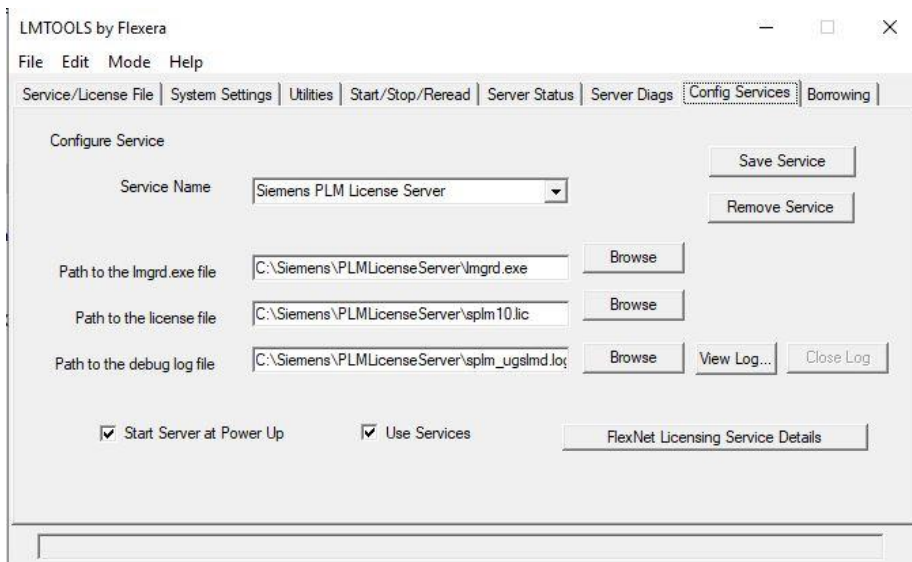 LMTOOLS by Flexera
File Edit Mode Help
Service/License File System Settings Utilities Start/Stop/Reread Server Status Server Diags Config Services Borrowing
Configure Service
Save Service
Service Name Siemens PLM License Server
Remove Service
Path to the lmgrd.exe file C:\Siemens\PLMLicenseServer\lmgrd.exe Browse
Path to the license file C:\Siemens\PLMLicenseServer\splm10.lic Browse
Path to the debug log file C:\Siemens\PLMLicenseServer\splm_ugslmd.log Browse View Log... Close Log
Start Server at Power Up Use Services FlexNet Licensing Service Details